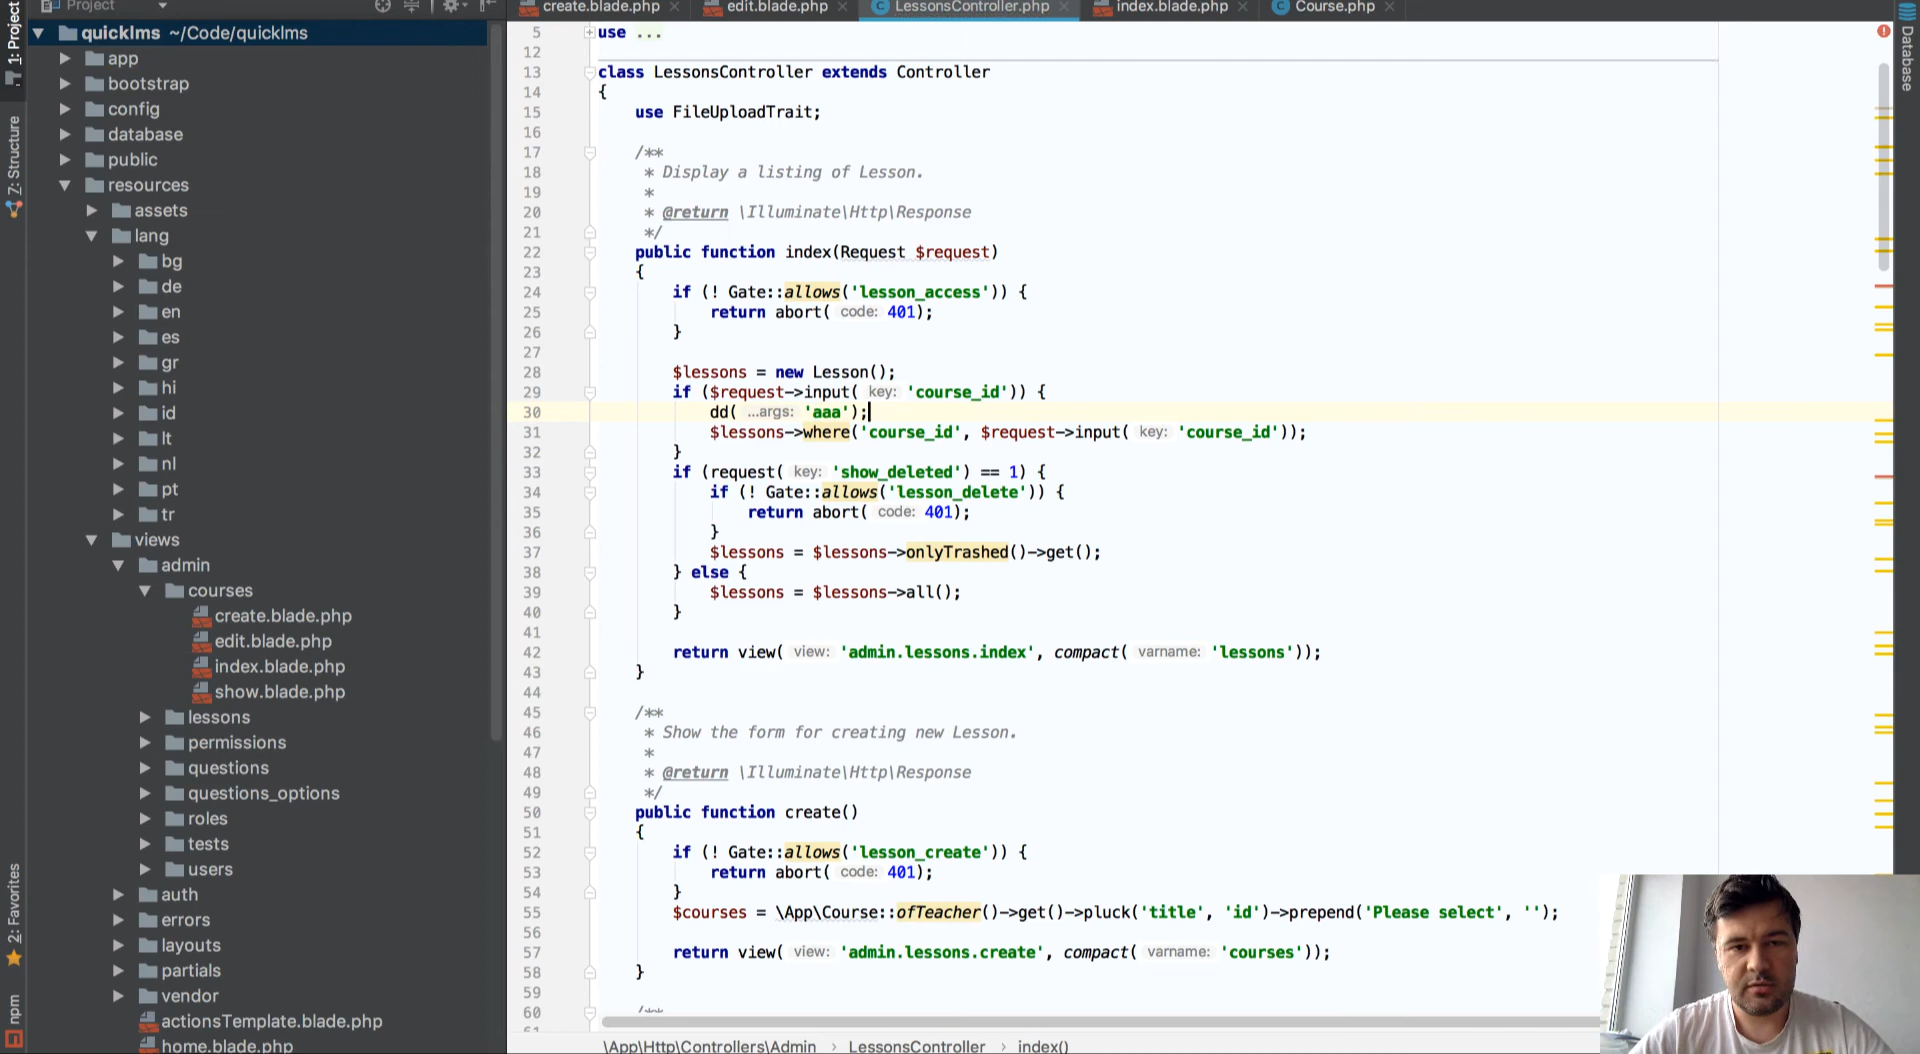 Project
create.blade.php
edit.blade.php
LessonsController.php
index.blade.php
Course.php
1: Project
7: Structure
2: Favorites
npm
Database
quicklms ~/Code/quicklms
app
bootstrap
config
database
public
resources
assets
lang
bg
de
en
es
gr
hi
id
lt
nl
pt
tr
views
admin
courses
create.blade.php
edit.blade.php
index.blade.php
show.blade.php
lessons
permissions
questions
questions_options
roles
tests
users
auth
errors
layouts
partials
vendor
actionsTemplate.blade.php
home.blade.php
5 use ...
12
13 class LessonsController extends Controller
14 {
15 use FileUploadTrait;
16
17 /**
18 * Display a listing of Lesson.
19 *
20 * @return \Illuminate\Http\Response
21 */
22 public function index(Request $request)
23 {
24 if (! Gate::allows('lesson_access')) {
25 return abort( code: 401);
26 }
27
28 $lessons = new Lesson();
29 if ($request->input( key: 'course_id')) {
30 dd( ...args: 'aaa');
31 $lessons->where('course_id', $request->input( key: 'course_id'));
32 }
33 if (request( key: 'show_deleted') == 1) {
34 if (! Gate::allows('lesson_delete')) {
35 return abort( code: 401);
36 }
37 $lessons = $lessons->onlyTrashed()->get();
38 } else {
39 $lessons = $lessons->all();
40 }
41
42 return view( view: 'admin.lessons.index', compact( varname: 'lessons'));
43 }
44
45 /**
46 * Show the form for creating new Lesson.
47 *
48 * @return \Illuminate\Http\Response
49 */
50 public function create()
51 {
52 if (! Gate::allows('lesson_create')) {
53 return abort( code: 401);
54 }
55 $courses = \App\Course::ofTeacher()->get()->pluck('title', 'id')->prepend('Please select', '');
56
57 return view( view: 'admin.lessons.create', compact( varname: 'courses'));
58 }
59
60 /**
\App\Http\Controllers\Admin › LessonsController › index()